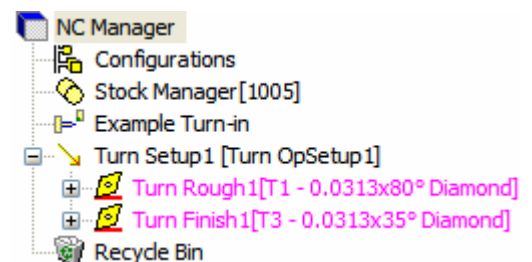 NC Manager
Configurations
Stock Manager[1005]
Example Turn-in
Turn Setup1 [Turn OpSetup1]
Turn Rough1[T1 - 0.0313x80° Diamond]
Turn Finish1[T3 - 0.0313x35° Diamond]
Recycle Bin